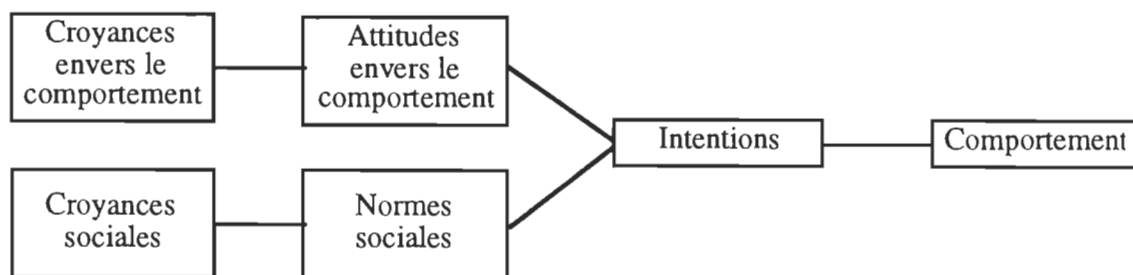 Croyances
envers le
comportement
Attitudes
envers le
comportement
Intentions
Comportement
Croyances
sociales
Normes
sociales